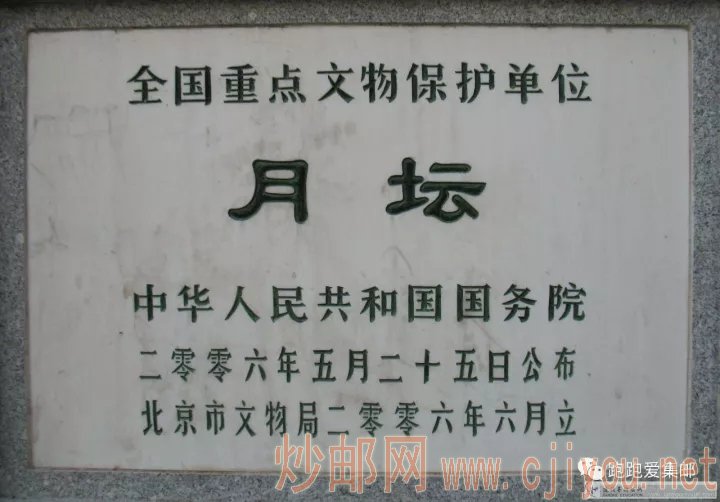 全国重点文物保护单位
月坛
中华人民共和国国务院
二零零六年五月二十五日公布
北京市文物局二零零六年六月立
炒邮网www.cjiyou.net
跑跑爱集邮